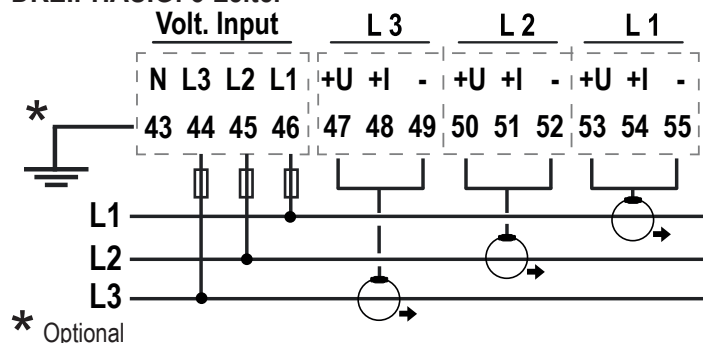 Volt. Input L 3 L 2 L 1
N L3 L2 L1 +U +I - +U +I - +U +I -
* 43 44 45 46 47 48 49 50 51 52 53 54 55
L1
L2
L3
* Optional